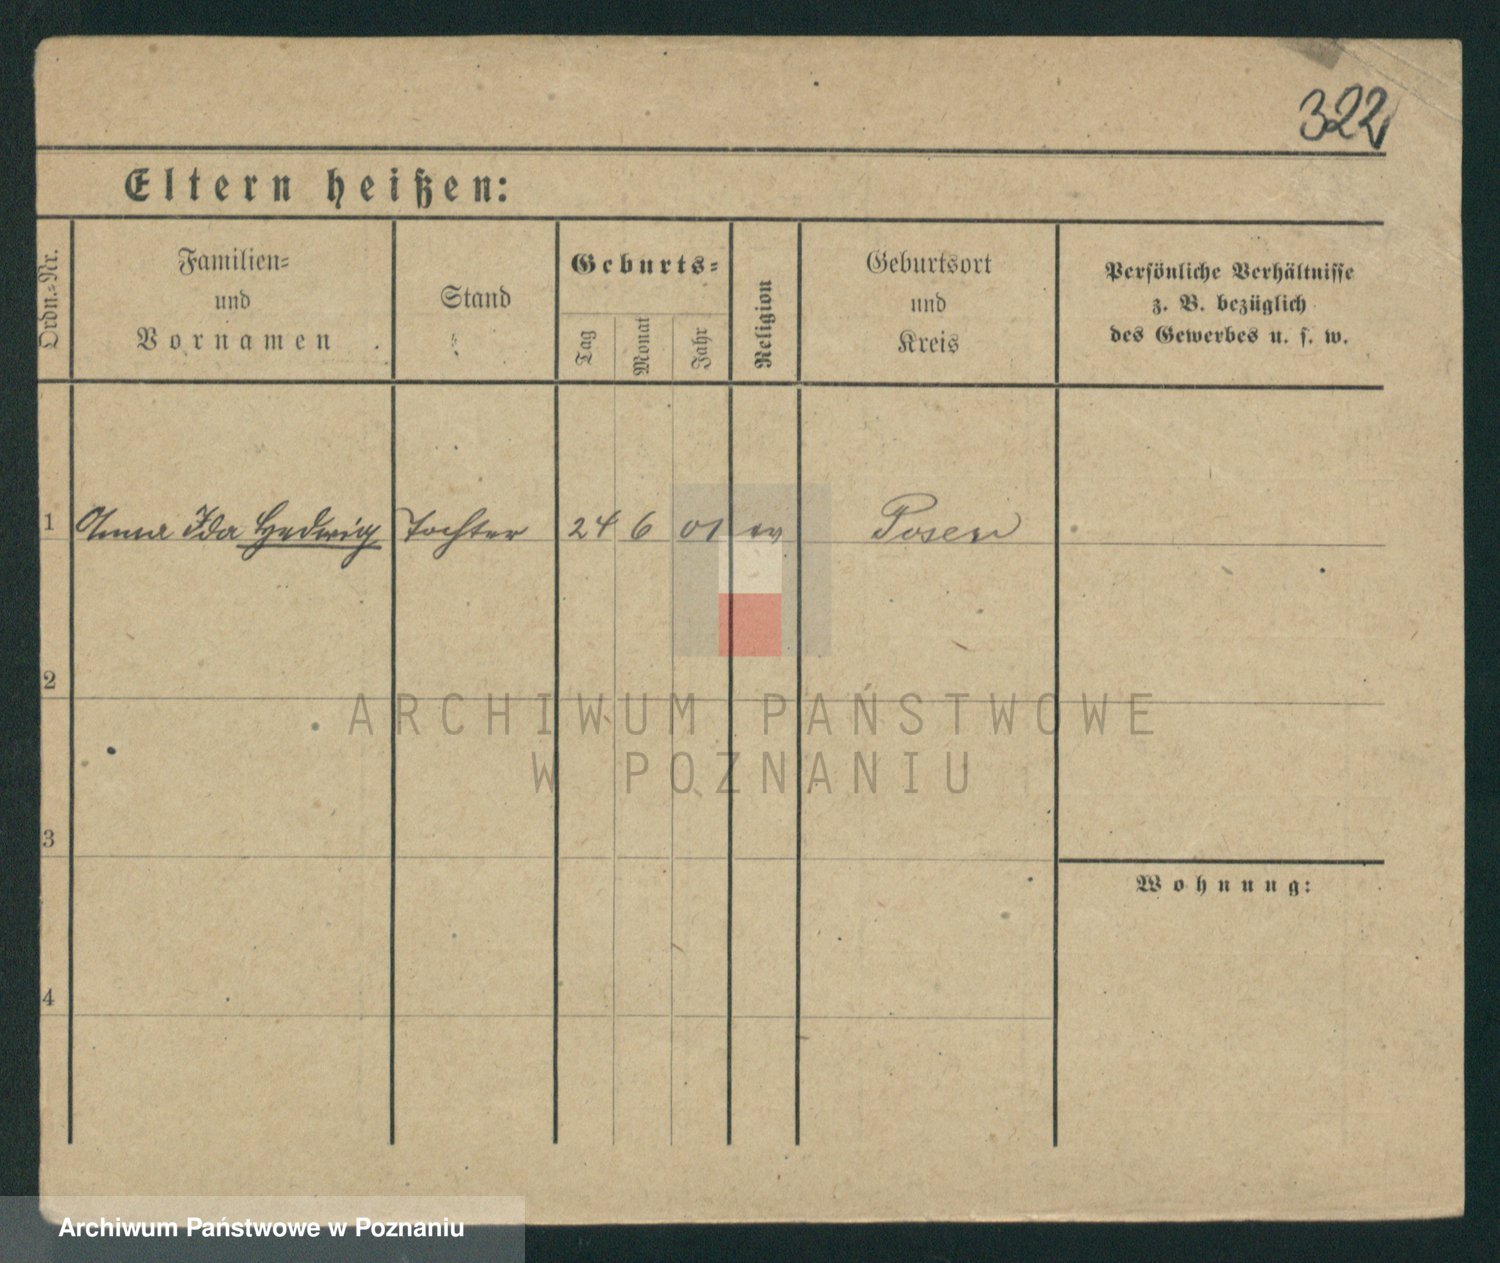 322
Eltern heißen:
Ordn.-Nr.
Familien-
und
Vornamen
Stand
Geburts-
Tag
Monat
Jahr
Religion
Geburtsort
und
Kreis
Persönliche Verhältnisse
z. B. bezüglich
des Gewerbes u. s. w.
1 Anna Ida Hedwig Tochter 24 6 01 ev Posen
2
ARCHIWUM PAŃSTWOWE
W POZNANIU
3
Wohnung:
4
Archiwum Państwowe w Poznaniu